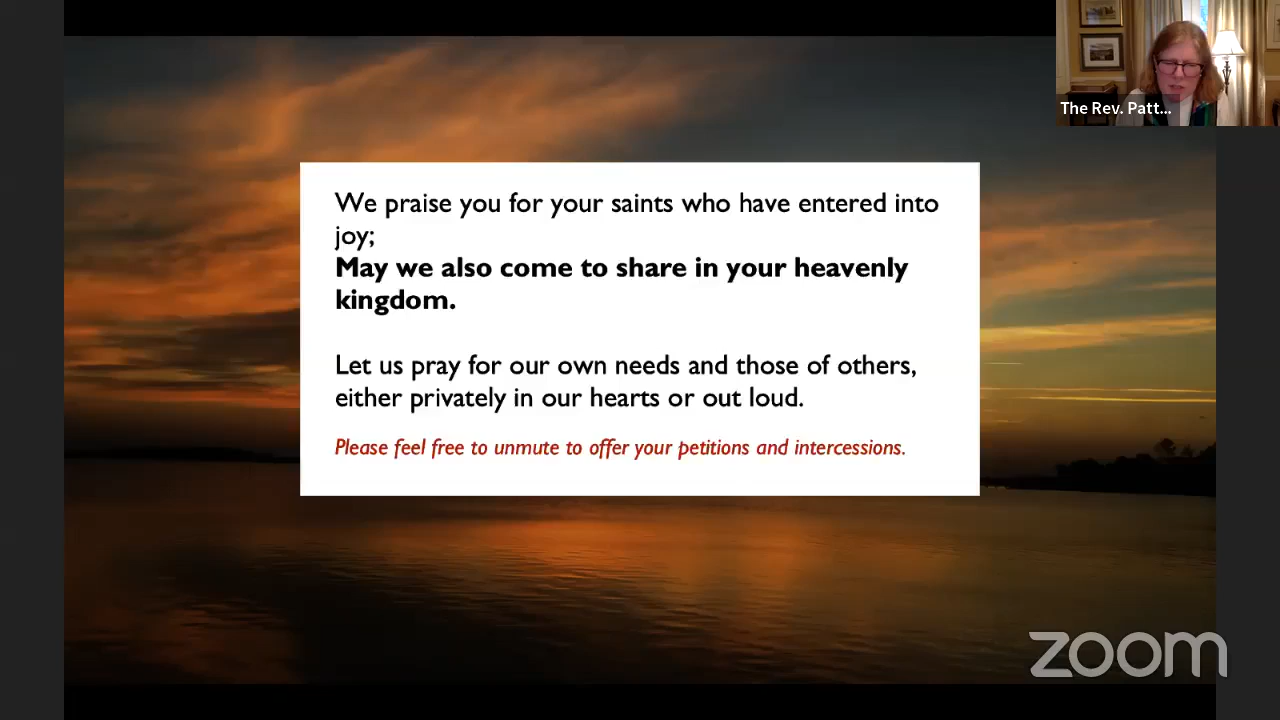 The Rev. Patt...
We praise you for your saints who have entered into
joy;
May we also come to share in your heavenly
kingdom.
Let us pray for our own needs and those of others,
either privately in our hearts or out loud.
Please feel free to unmute to offer your petitions and intercessions.
zoom